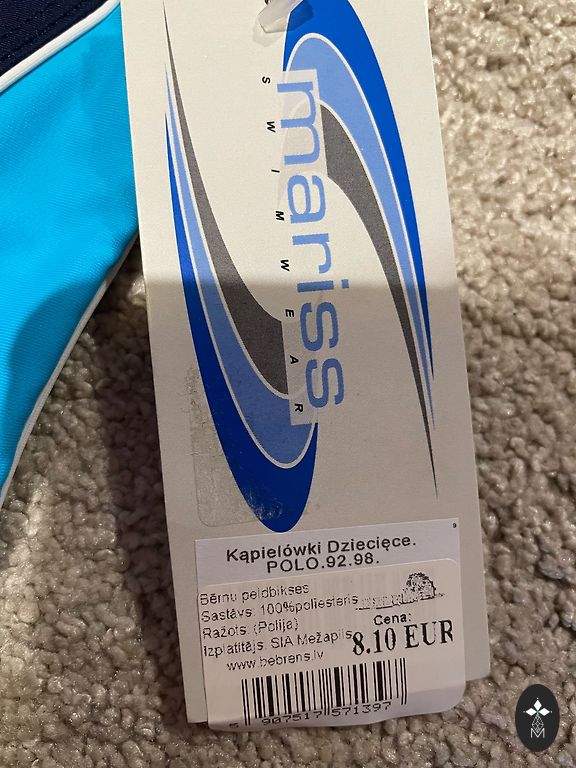 mariss
SWIMWEAR
Kąpielówki Dziecięce.
POLO.92.98.
Bērnu peldbikses
Sastāvs: 100%poliesteris
Ražots: (Polija)
Izplatītājs: SIA Mežapils
www.bebrens.lv
Cena:
8.10 EUR
5 907517 571397
M